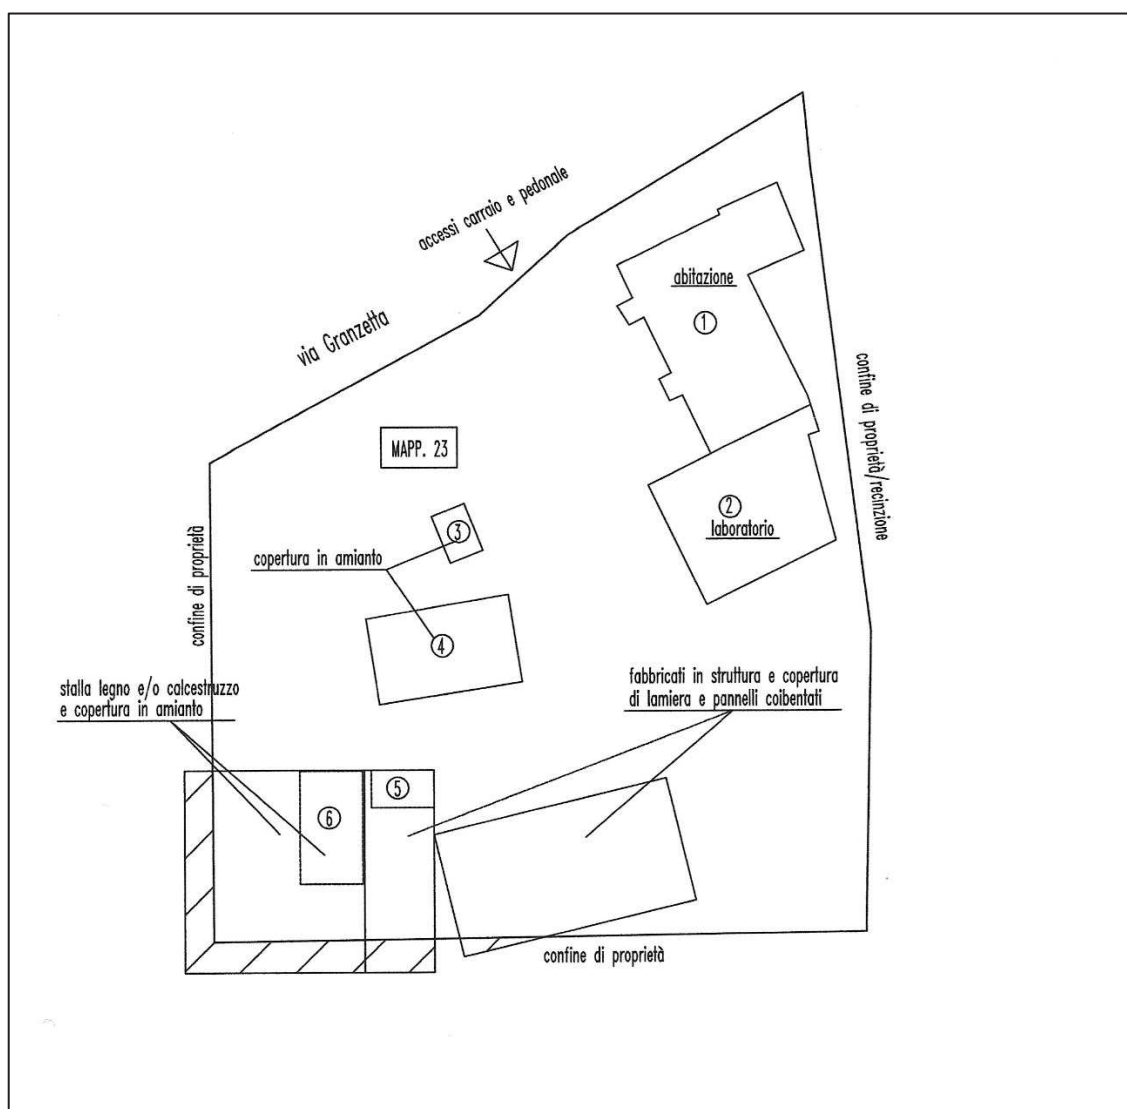 accessi carraio e pedonale
abitazione
1
via Granzetta
confine di proprietà/recinzione
MAPP. 23
2
laboratorio
3
copertura in amianto
confine di proprietà
4
stalla legno e/o calcestruzzo
e copertura in amianto
fabbricati in struttura e copertura
di lamiera e pannelli coibentati
5
6
confine di proprietà